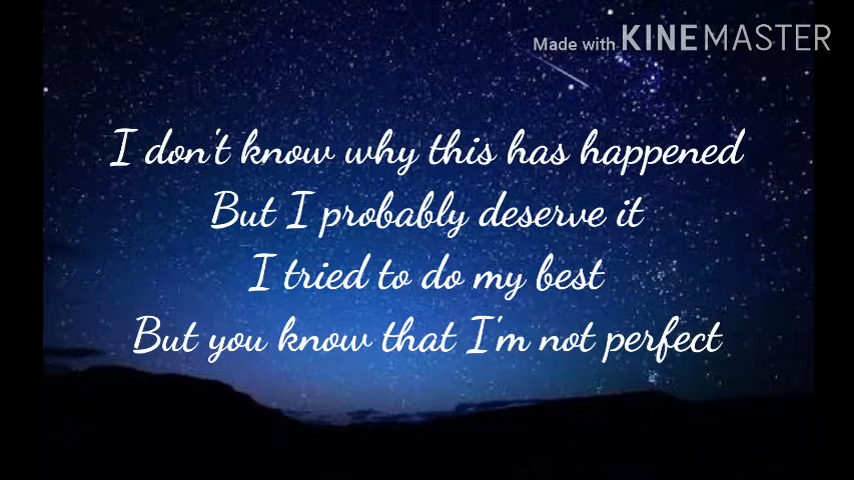 Made with KINEMASTER
I don't know why this has happened
But I probably deserve it
I tried to do my best
But you know that I'm not perfect